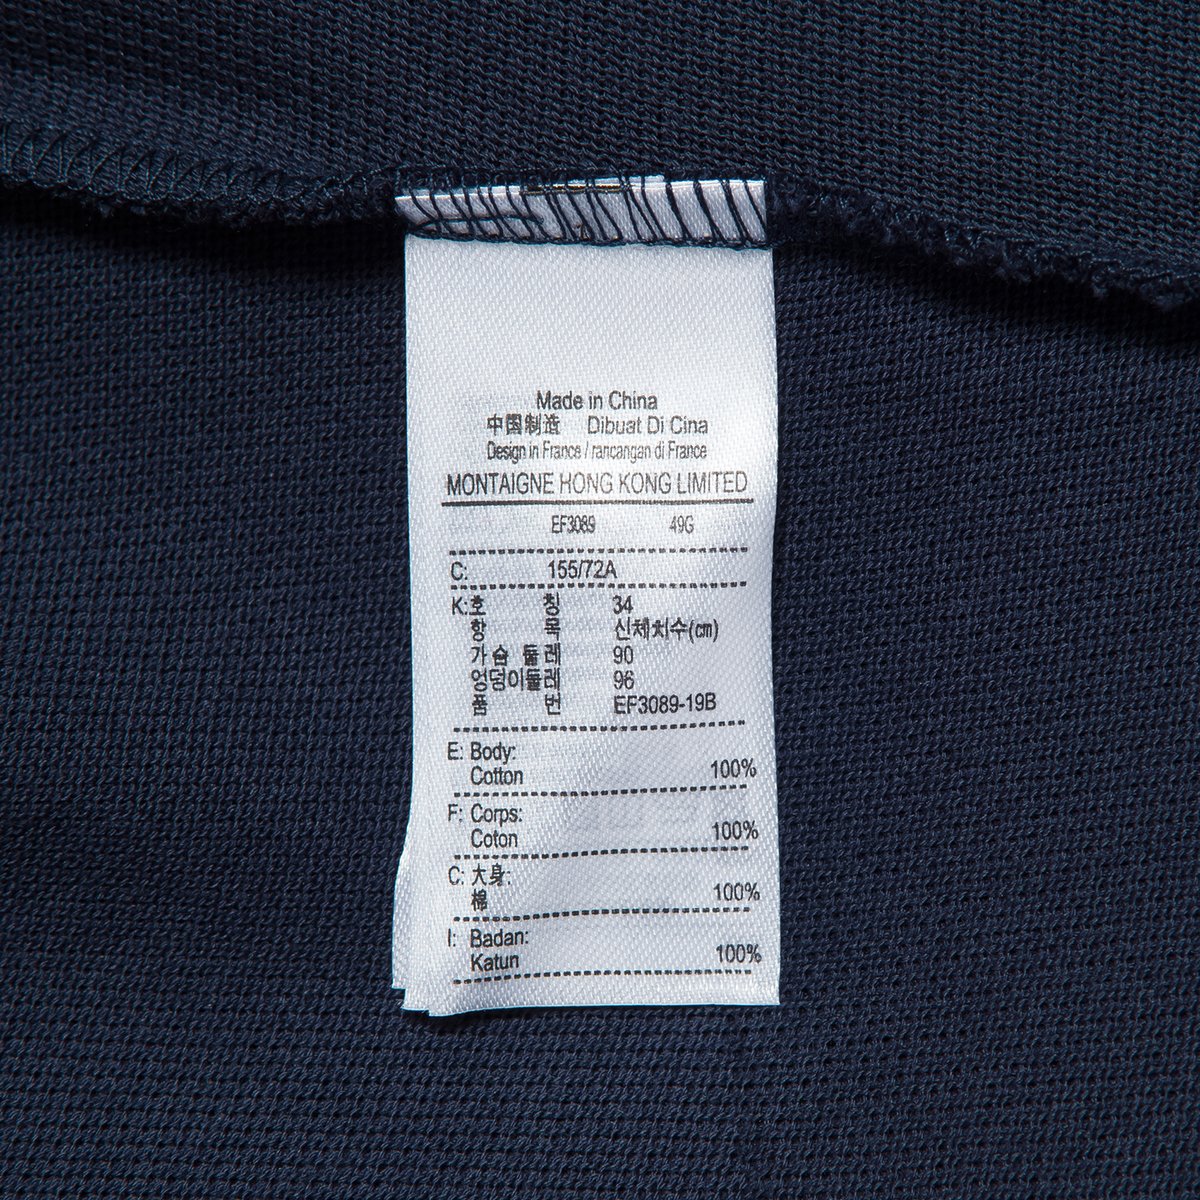 Made in China
中国制造 Dibuat Di Cina
Design in France / rancangan di France
MONTAIGNE HONG KONG LIMITED
EF3089 49G
C: 155/72A
K:호 칭 34
항 목 신체치수(㎝)
가슴둘레 90
엉덩이둘레 96
품 번 EF3089-19B
E: Body:
Cotton 100%
F: Corps:
Coton 100%
C: 大身:
棉 100%
I: Badan:
Katun 100%